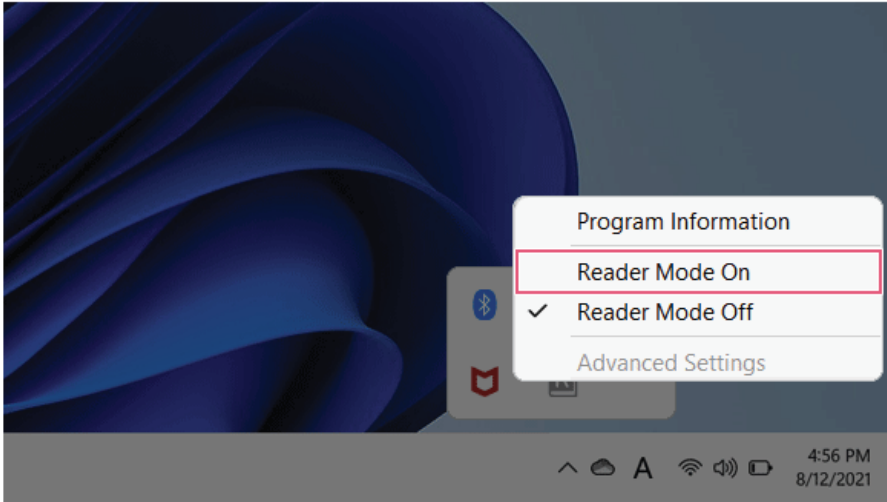 Program Information
Reader Mode On
Reader Mode Off
Advanced Settings
A
4:56 PM
8/12/2021